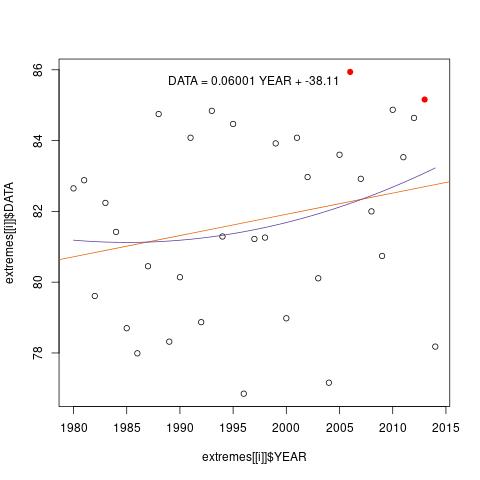 DATA = 0.06001 YEAR + -38.11
extremes[[i]]$DATA
86
84
82
80
78
1980 1985 1990 1995 2000 2005 2010 2015
extremes[[i]]$YEAR